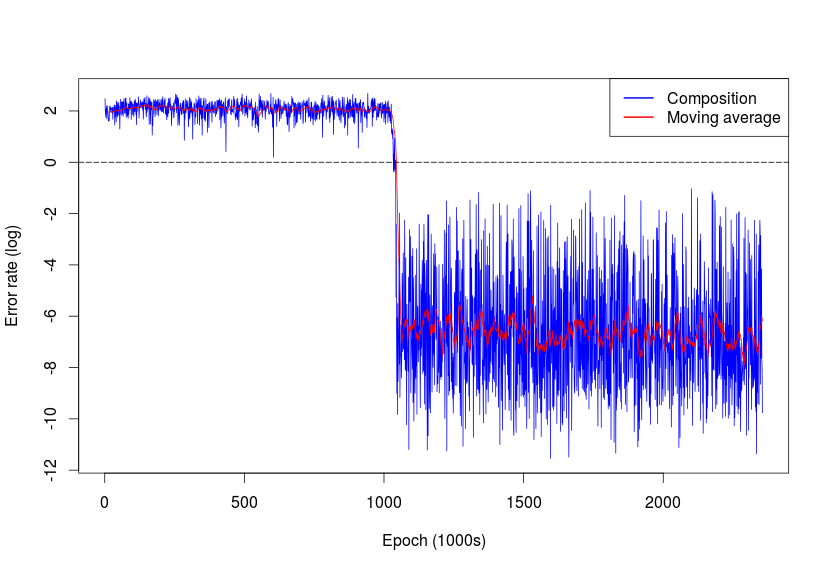 Composition
Moving average
Error rate (log)
2
0
-2
-4
-6
-8
-10
-12
0 500 1000 1500 2000
Epoch (1000s)